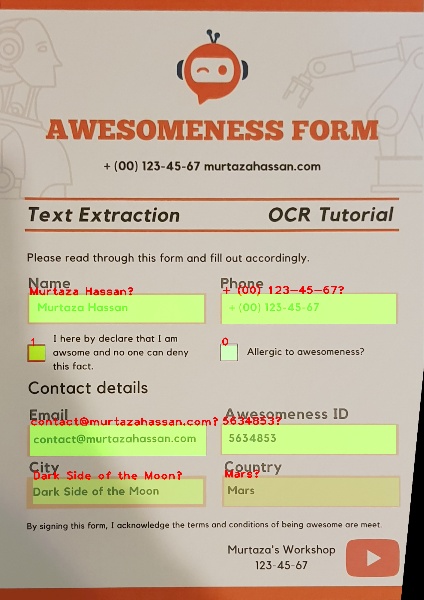 AWESOMENESS FORM
+ (00) 123-45-67 murtazahassan.com
Text Extraction OCR Tutorial
Please read through this form and fill out accordingly.
Name Phone
Murtaza Hassan? + (00) 123-45-67?
Murtaza Hassan + (00) 123-45-67
1 I here by declare that I am
awsome and no one can deny
this fact.
0 Allergic to awesomeness?
Contact details
Email Awesomeness ID
contact@murtazahassan.com? 5634853?
contact@murtazahassan.com 5634853
City Country
Dark Side of the Moon? Mars?
Dark Side of the Moon Mars
By signing this form, I acknowledge the terms and conditions of being awesome are meet.
Murtaza's Workshop
123-45-67